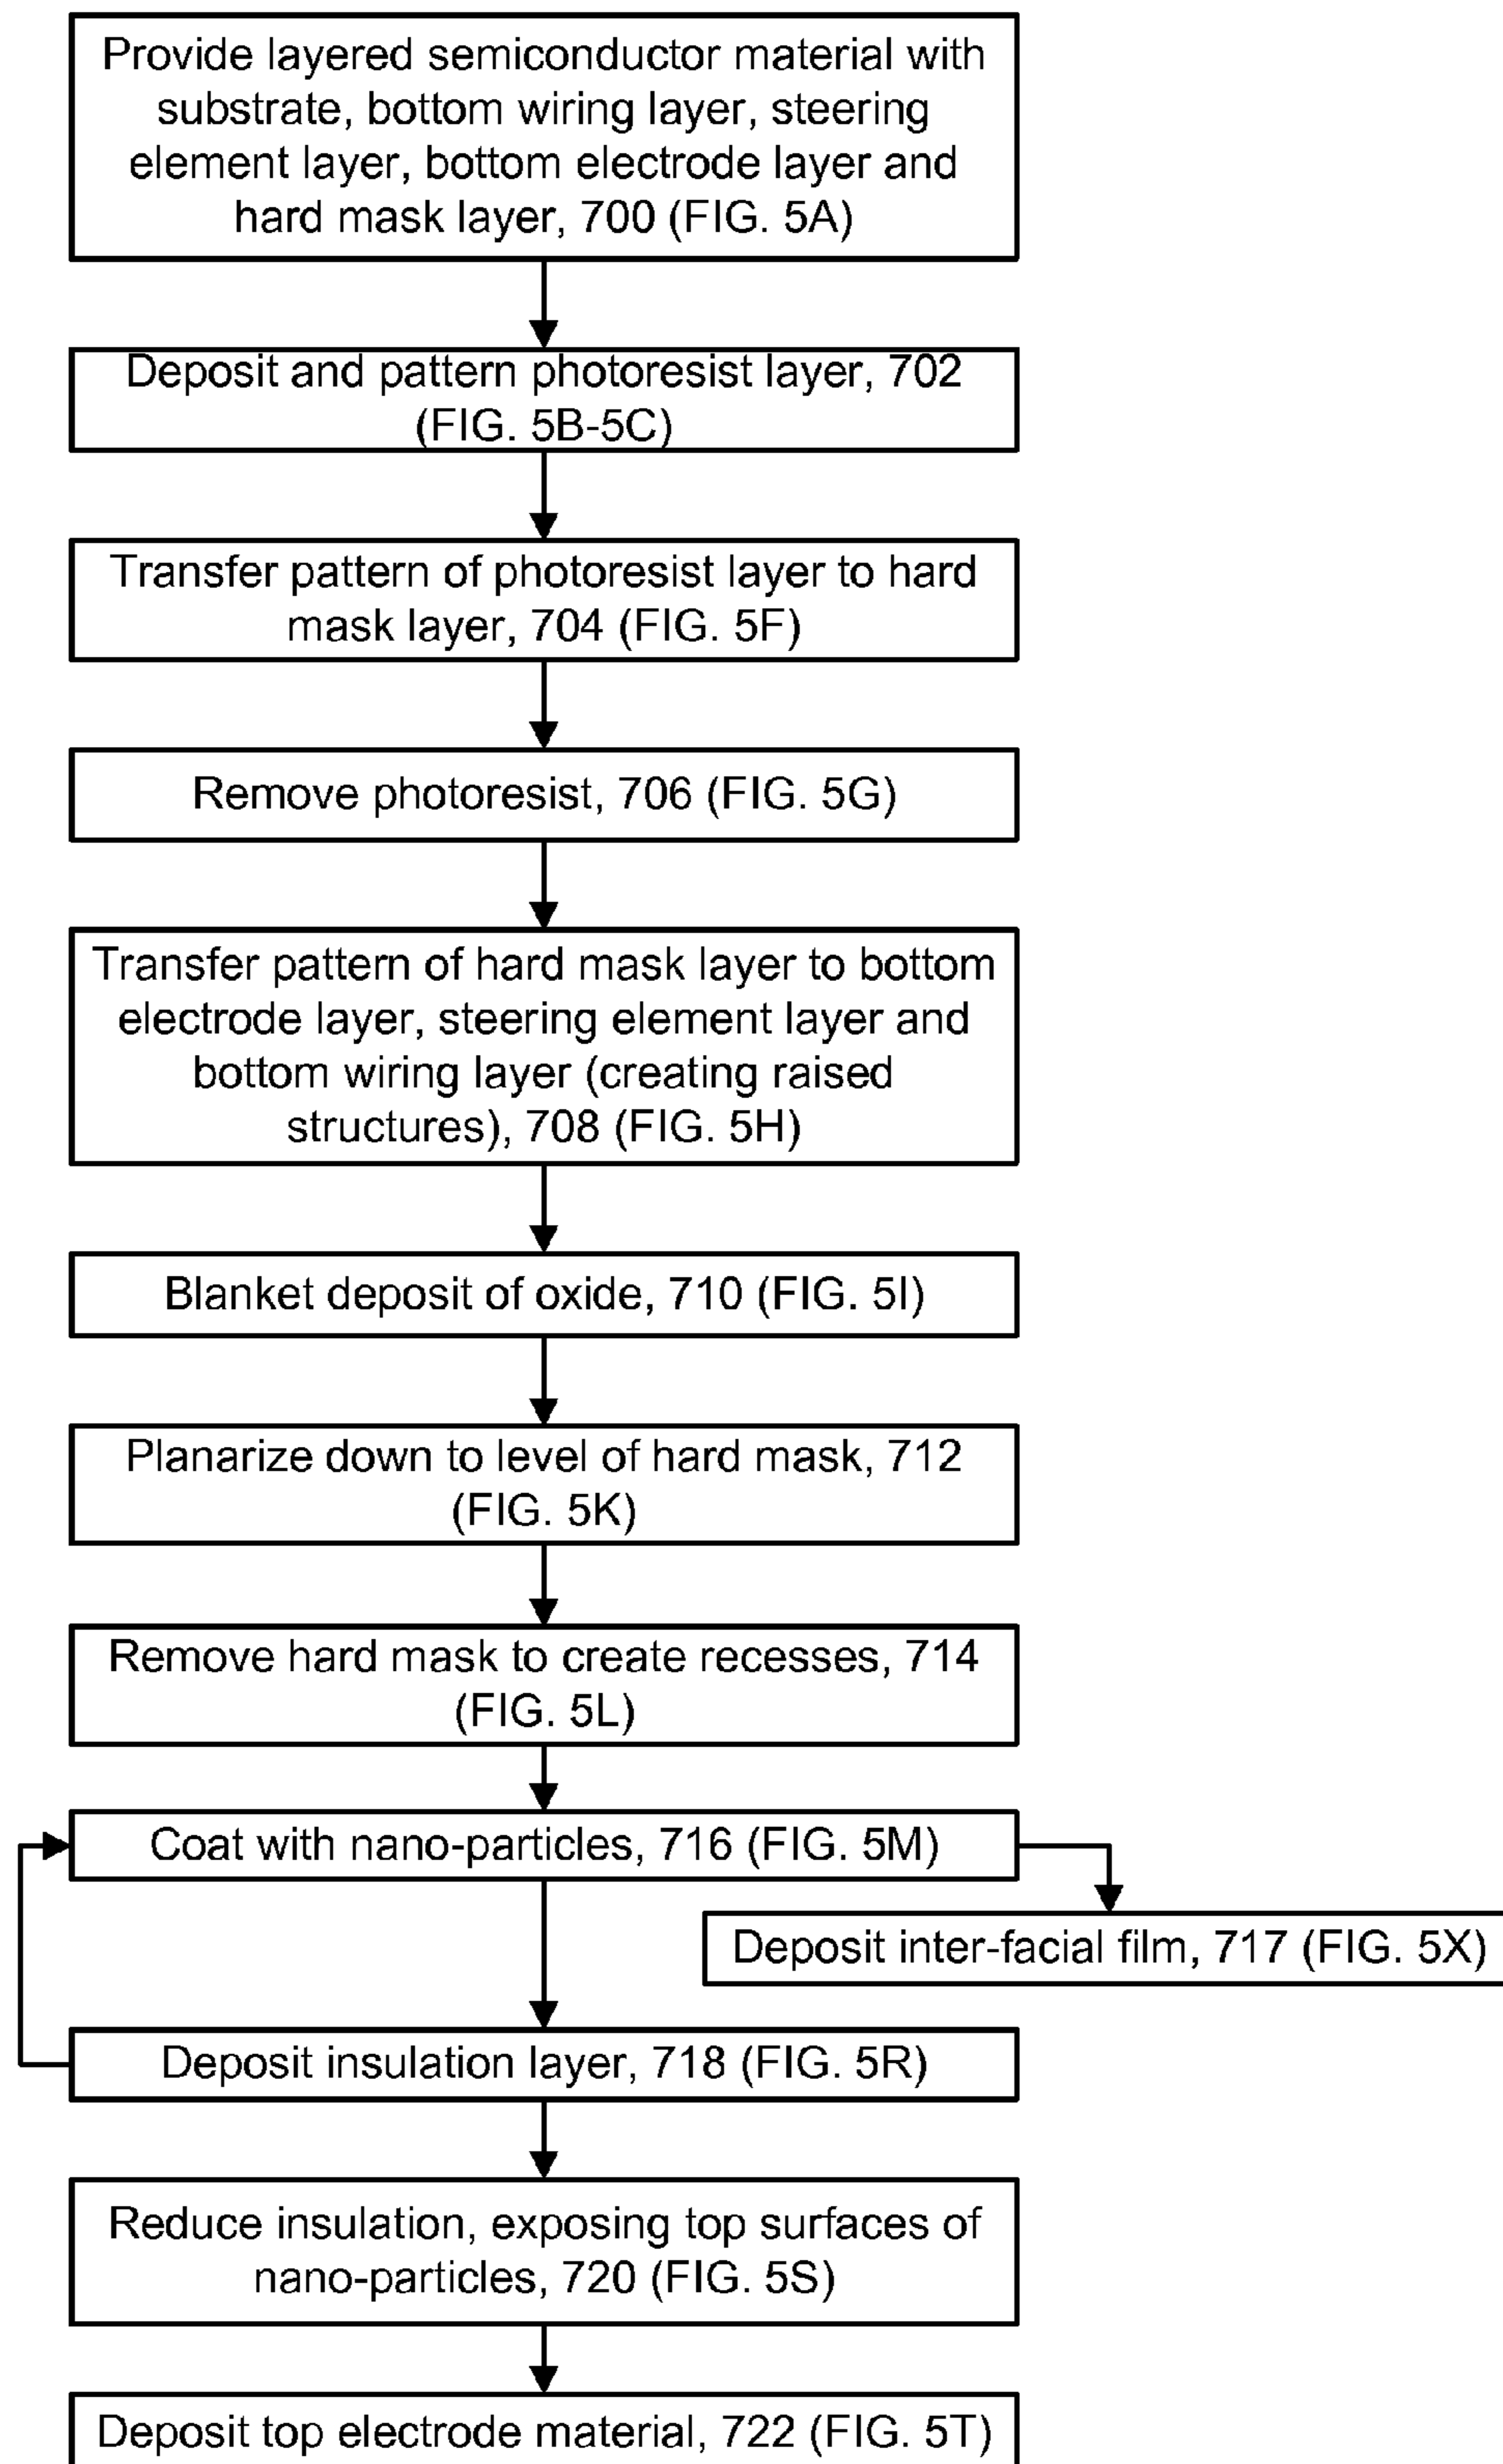 Provide layered semiconductor material with
substrate, bottom wiring layer, steering
element layer, bottom electrode layer and
hard mask layer, 700 (FIG. 5A)
Deposit and pattern photoresist layer, 702
(FIG. 5B-5C)
Transfer pattern of photoresist layer to hard
mask layer, 704 (FIG. 5F)
Remove photoresist, 706 (FIG. 5G)
Transfer pattern of hard mask layer to bottom
electrode layer, steering element layer and
bottom wiring layer (creating raised
structures), 708 (FIG. 5H)
Blanket deposit of oxide, 710 (FIG. 5I)
Planarize down to level of hard mask, 712
(FIG. 5K)
Remove hard mask to create recesses, 714
(FIG. 5L)
Coat with nano-particles, 716 (FIG. 5M)
Deposit inter-facial film, 717 (FIG. 5X)
Deposit insulation layer, 718 (FIG. 5R)
Reduce insulation, exposing top surfaces of
nano-particles, 720 (FIG. 5S)
Deposit top electrode material, 722 (FIG. 5T)